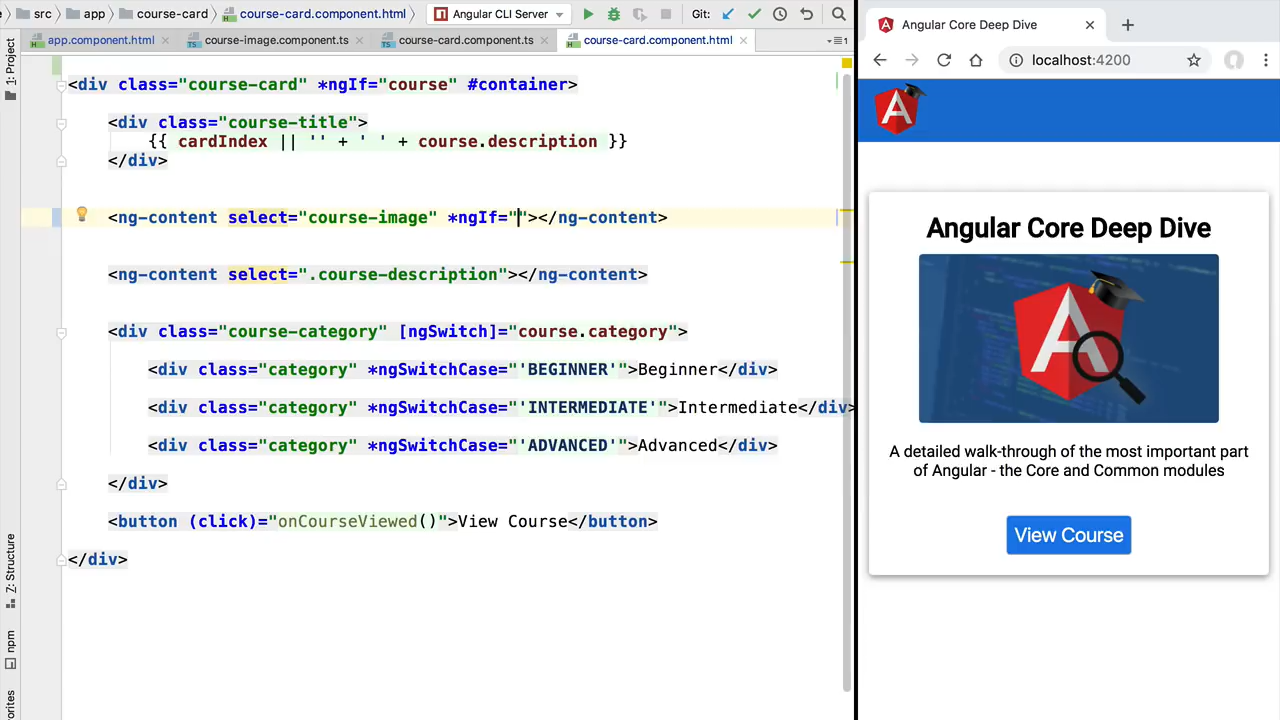 src
app
course-card
course-card.component.html
Angular CLI Server
Git:
app.component.html
course-image.component.ts
course-card.component.ts
course-card.component.html
1
1: Project
<div class="course-card" *ngIf="course" #container>
<div class="course-title">
{{ cardIndex || '' + ' ' + course.description }}
</div>
<ng-content select="course-image" *ngIf=""></ng-content>
<ng-content select=".course-description"></ng-content>
<div class="course-category" [ngSwitch]="course.category">
<div class="category" *ngSwitchCase="'BEGINNER'">Beginner</div>
<div class="category" *ngSwitchCase="'INTERMEDIATE'">Intermediate</div>
<div class="category" *ngSwitchCase="'ADVANCED'">Advanced</div>
</div>
<button (click)="onCourseViewed()">View Course</button>
</div>
Z: Structure
npm
Angular Core Deep Dive
localhost:4200
A
Angular Core Deep Dive
A
A detailed walk-through of the most important part
of Angular - the Core and Common modules
View Course